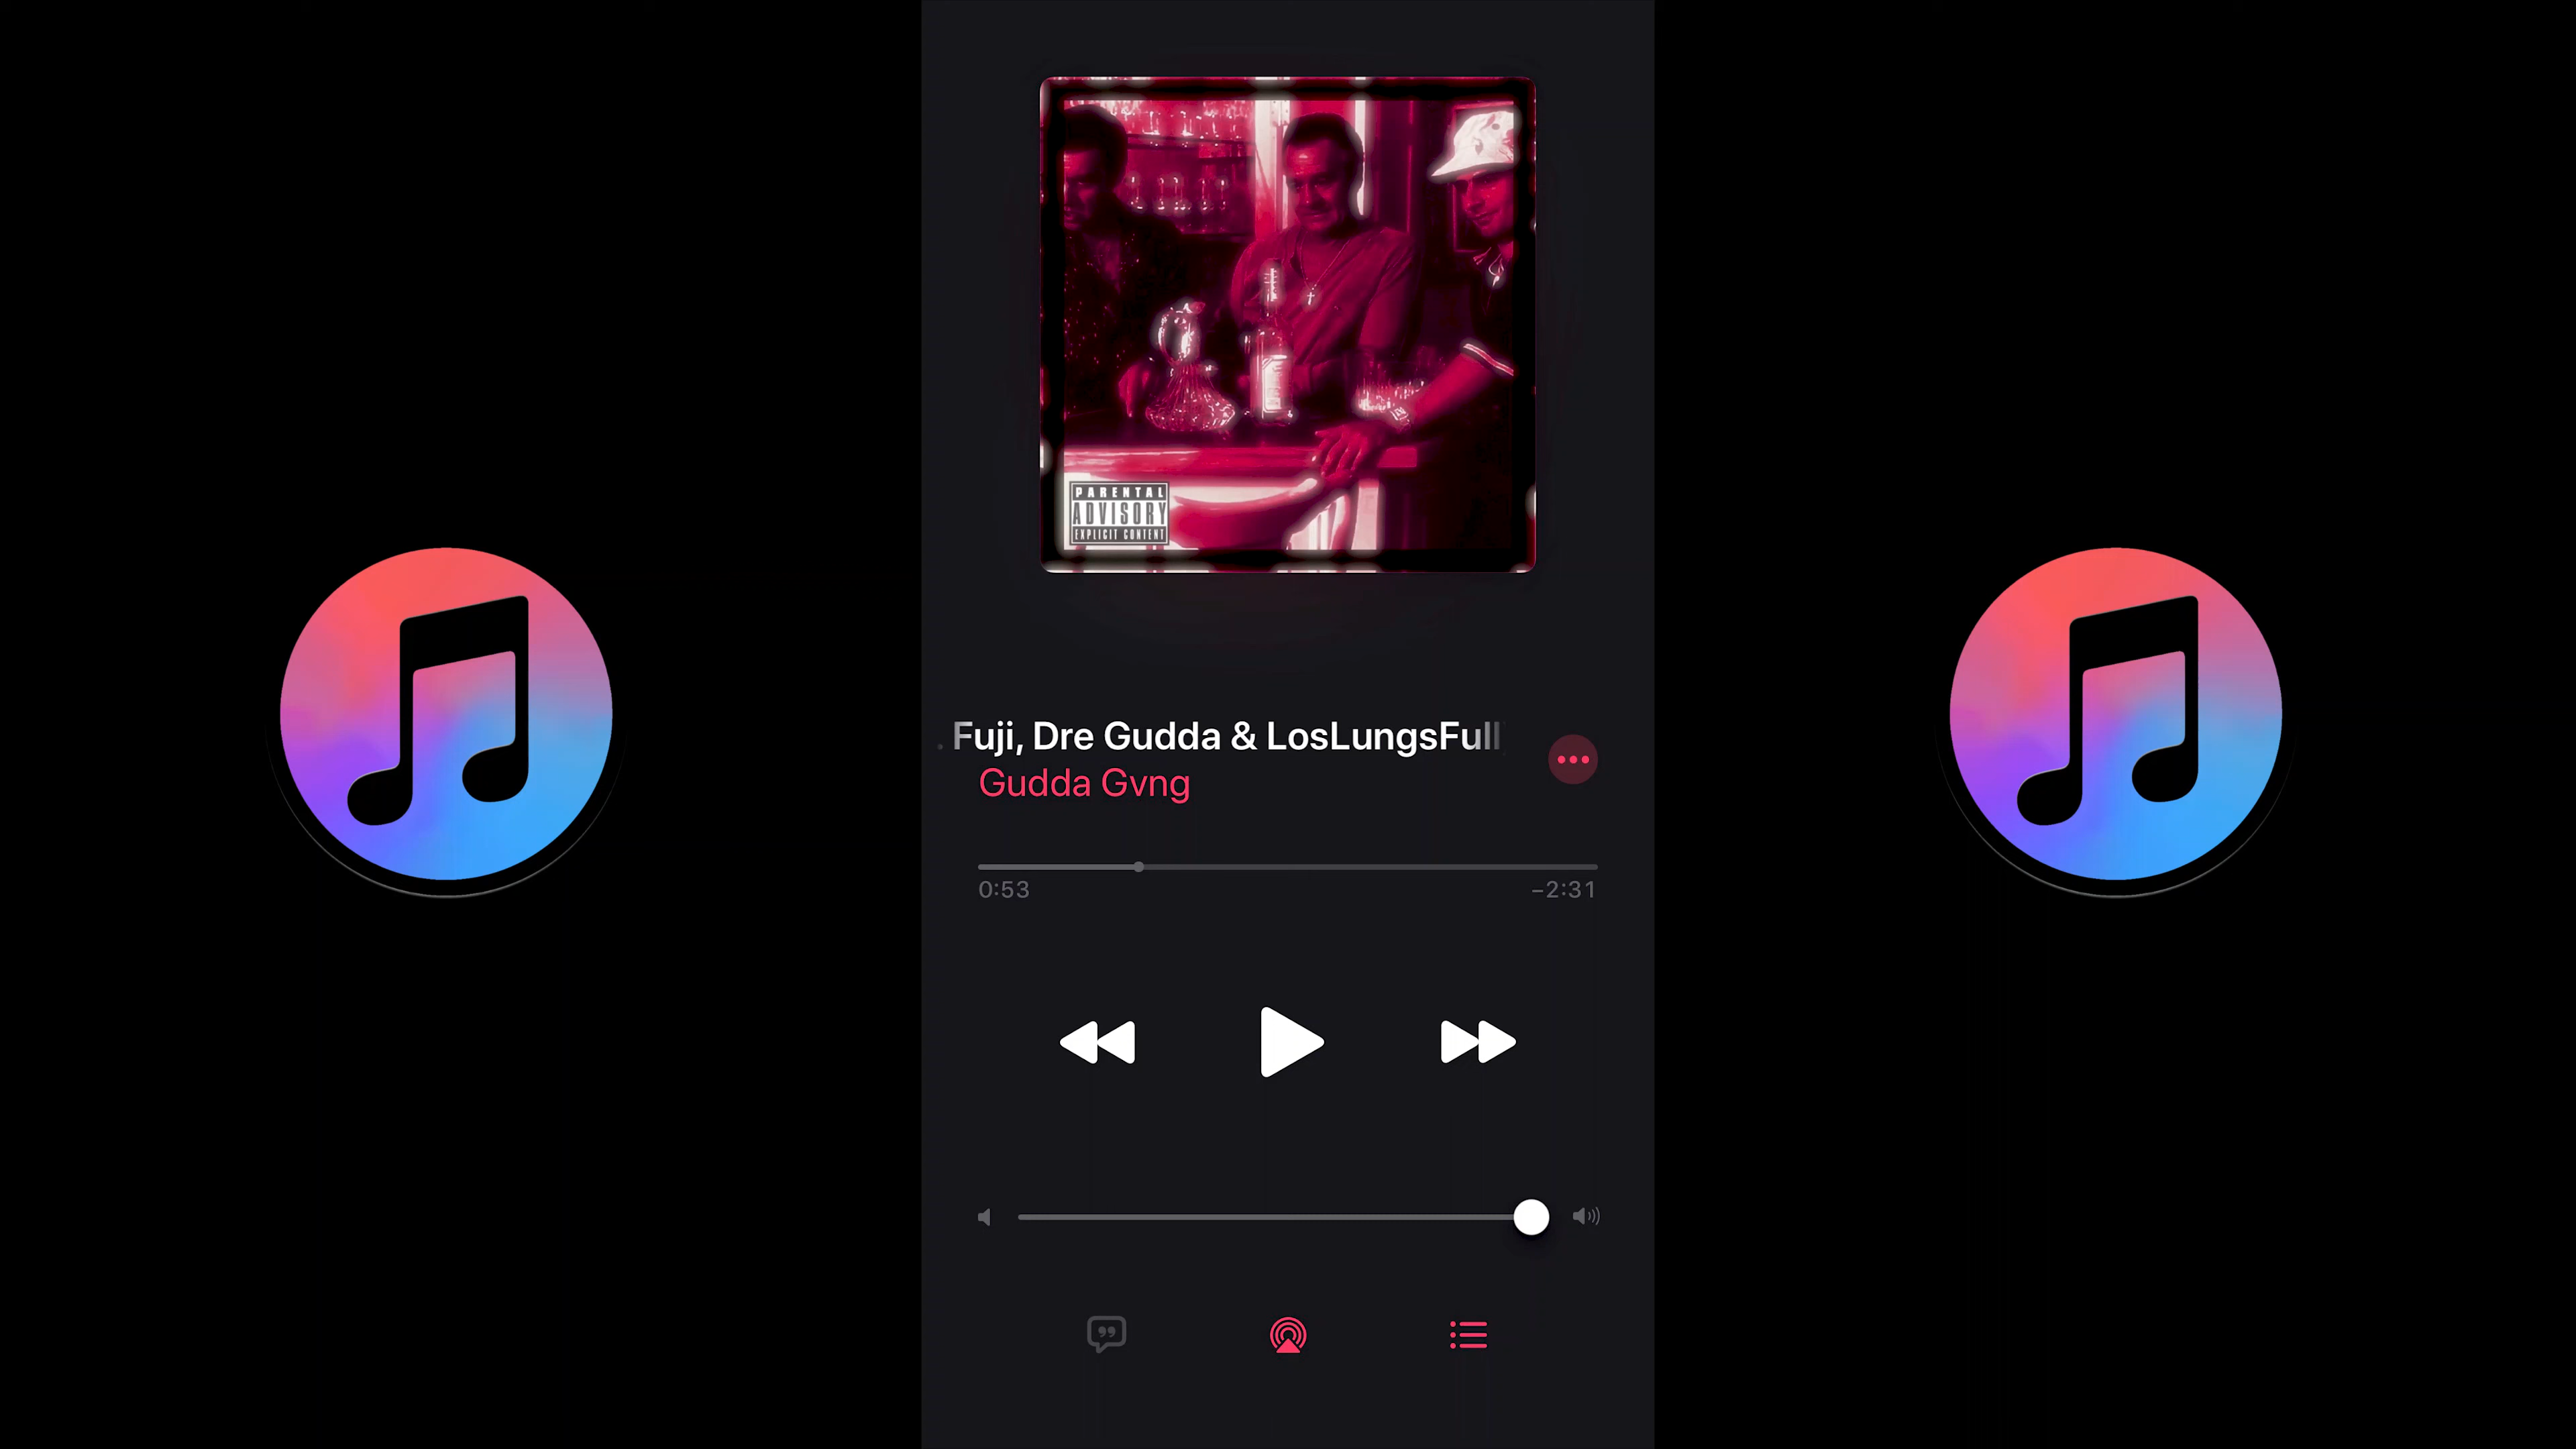 PARENTAL
ADVISORY
EXPLICIT CONTENT
. Fuji, Dre Gudda & LosLungsFull
Gudda Gvng
0:53
−2:31